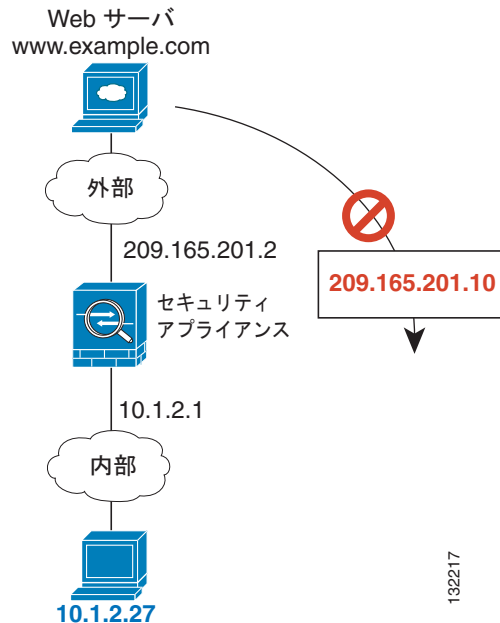 Web サーバ
www.example.com
外部
209.165.201.2
209.165.201.10
セキュリティ
アプライアンス
10.1.2.1
内部
10.1.2.27
132217